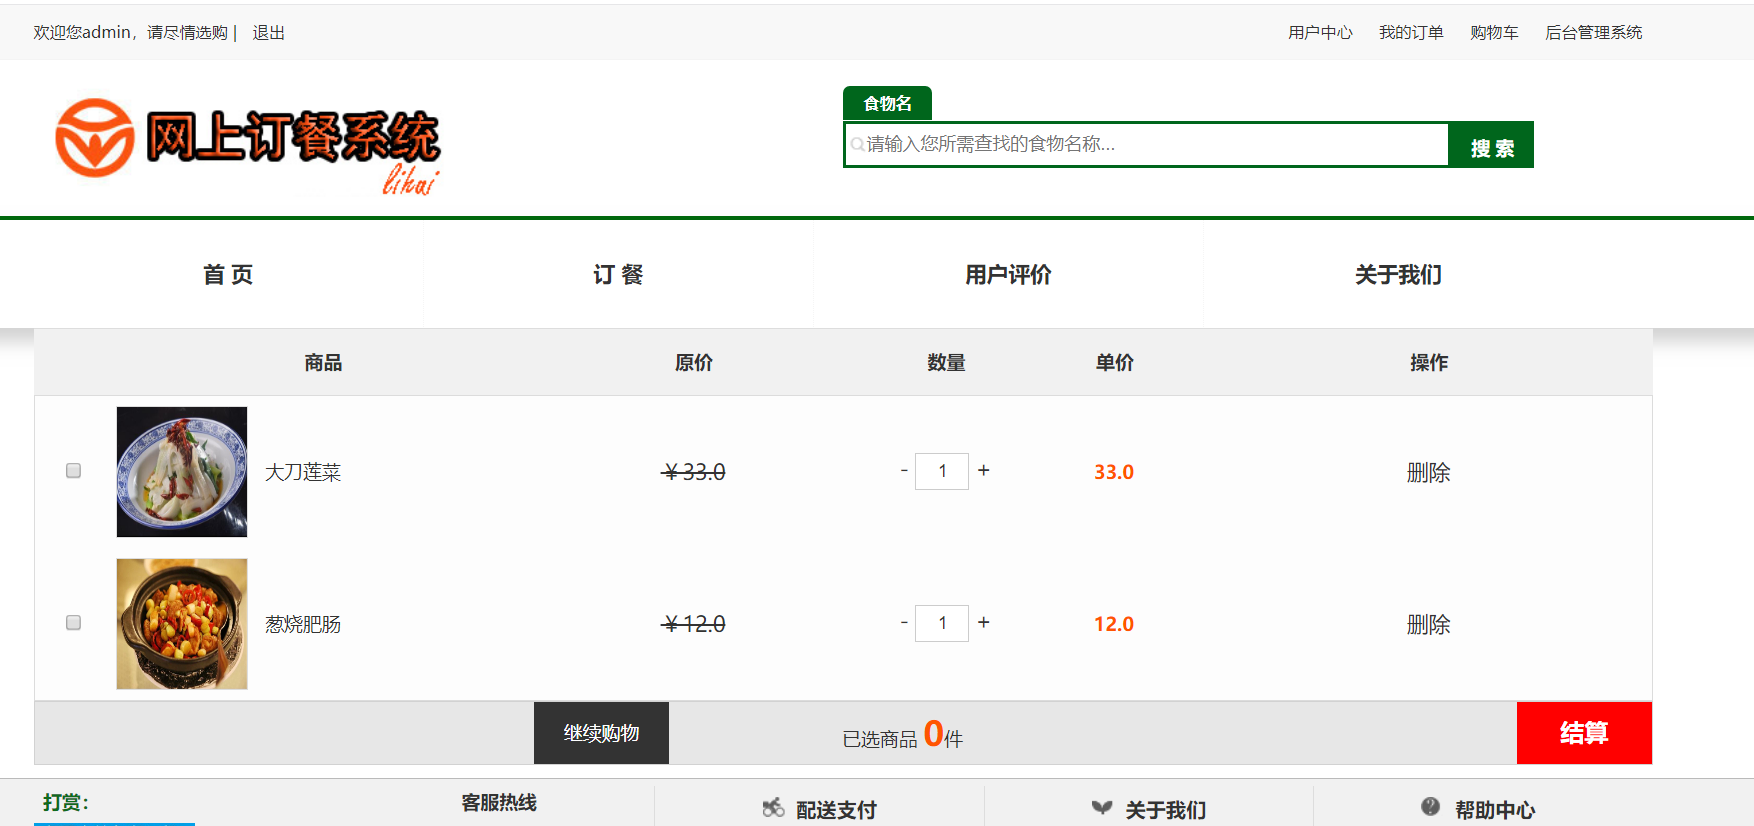 欢迎您admin，请尽情选购 | 退出
用户中心 我的订单 购物车 后台管理系统
网上订餐系统
lihui
食物名
请输入您所需查找的食物名称...
搜 索
首 页 订 餐 用户评价 关于我们
商品 原价 数量 单价 操作
大刀莲菜 ¥ 33.0 - 1 + 33.0 删除
葱烧肥肠 ¥ 12.0 - 1 + 12.0 删除
继续购物 已选商品 0件 结算
打赏： 客服热线 配送支付 关于我们 帮助中心